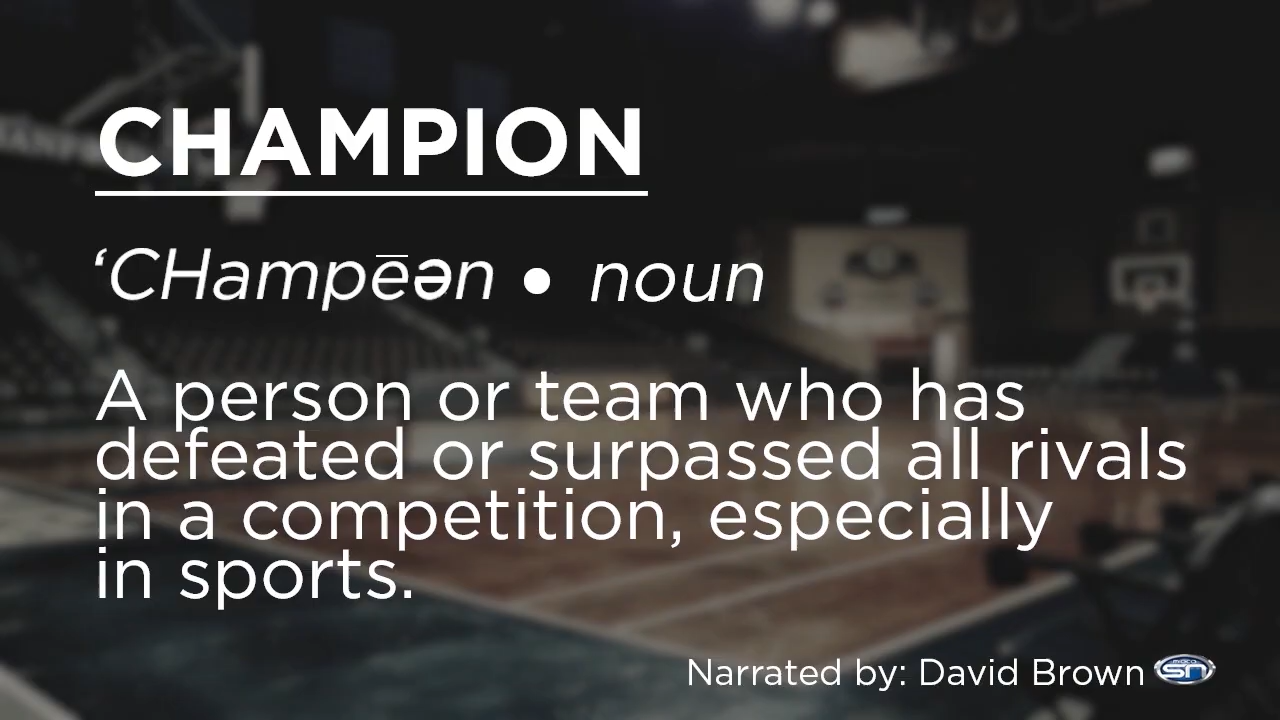 CHAMPION
‘CHampēən • noun
A person or team who has
defeated or surpassed all rivals
in a competition, especially
in sports.
Narrated by: David Brown
SN